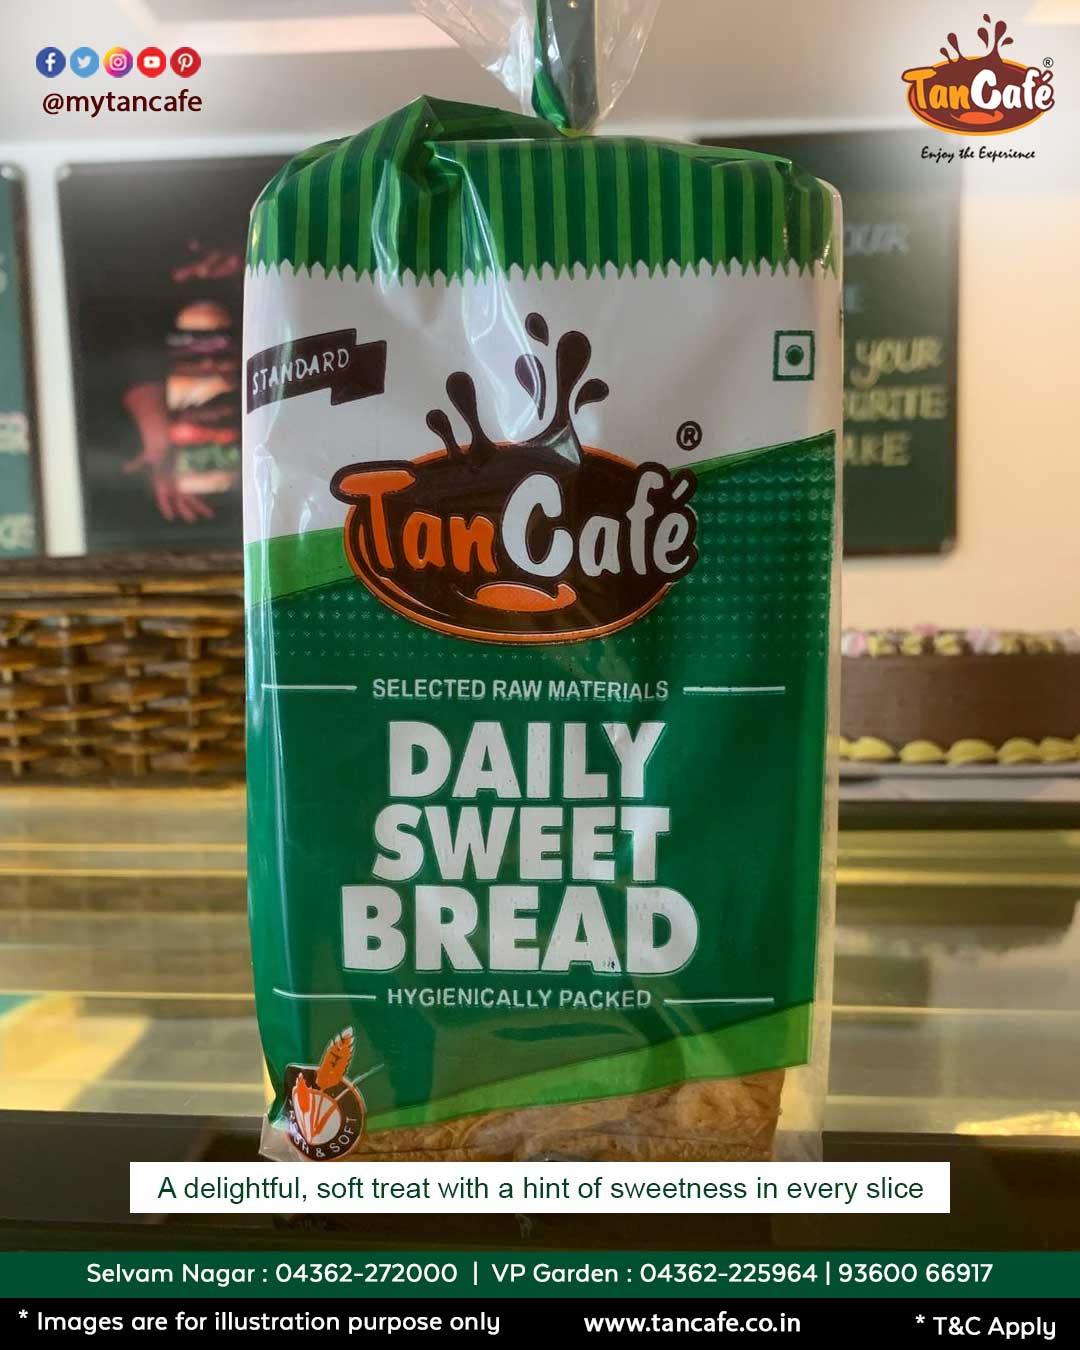 @mytancafe
TanCafé ®
Enjoy the Experience
STANDARD
TanCafé ®
SELECTED RAW MATERIALS
DAILY
SWEET
BREAD
HYGIENICALLY PACKED
& SOFT
YOUR
A delightful, soft treat with a hint of sweetness in every slice
Selvam Nagar : 04362-272000 | VP Garden : 04362-225964 | 93600 66917
* Images are for illustration purpose only
www.tancafe.co.in
* T&C Apply